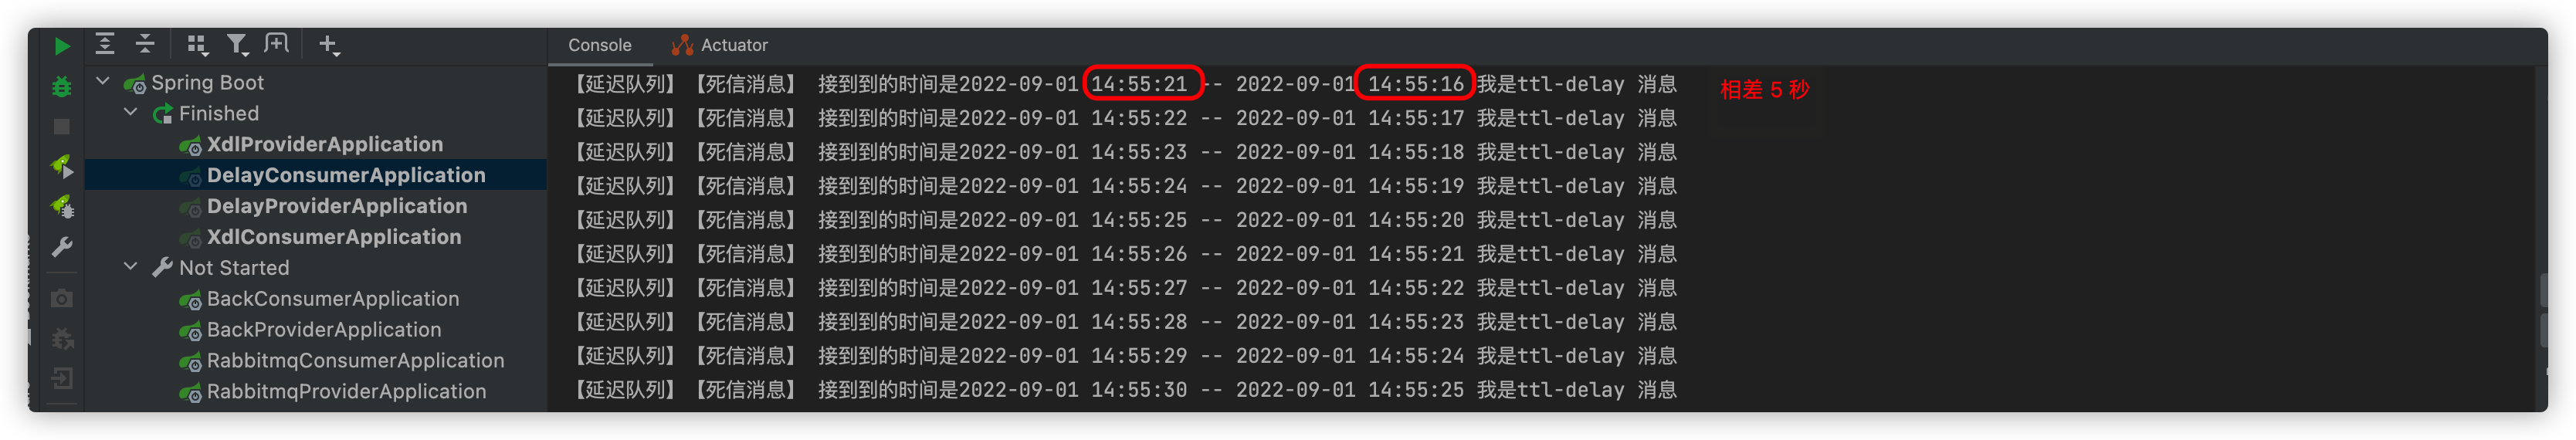 Console
Actuator
Spring Boot
Finished
XdlProviderApplication
DelayConsumerApplication
DelayProviderApplication
XdlConsumerApplication
Not Started
BackConsumerApplication
BackProviderApplication
RabbitmqConsumerApplication
RabbitmqProviderApplication
【延迟队列】【死信消息】 接到到的时间是2022-09-01 14:55:21 -- 2022-09-01 14:55:16 我是ttl-delay 消息 相差 5 秒
【延迟队列】【死信消息】 接到到的时间是2022-09-01 14:55:22 -- 2022-09-01 14:55:17 我是ttl-delay 消息
【延迟队列】【死信消息】 接到到的时间是2022-09-01 14:55:23 -- 2022-09-01 14:55:18 我是ttl-delay 消息
【延迟队列】【死信消息】 接到到的时间是2022-09-01 14:55:24 -- 2022-09-01 14:55:19 我是ttl-delay 消息
【延迟队列】【死信消息】 接到到的时间是2022-09-01 14:55:25 -- 2022-09-01 14:55:20 我是ttl-delay 消息
【延迟队列】【死信消息】 接到到的时间是2022-09-01 14:55:26 -- 2022-09-01 14:55:21 我是ttl-delay 消息
【延迟队列】【死信消息】 接到到的时间是2022-09-01 14:55:27 -- 2022-09-01 14:55:22 我是ttl-delay 消息
【延迟队列】【死信消息】 接到到的时间是2022-09-01 14:55:28 -- 2022-09-01 14:55:23 我是ttl-delay 消息
【延迟队列】【死信消息】 接到到的时间是2022-09-01 14:55:29 -- 2022-09-01 14:55:24 我是ttl-delay 消息
【延迟队列】【死信消息】 接到到的时间是2022-09-01 14:55:30 -- 2022-09-01 14:55:25 我是ttl-delay 消息